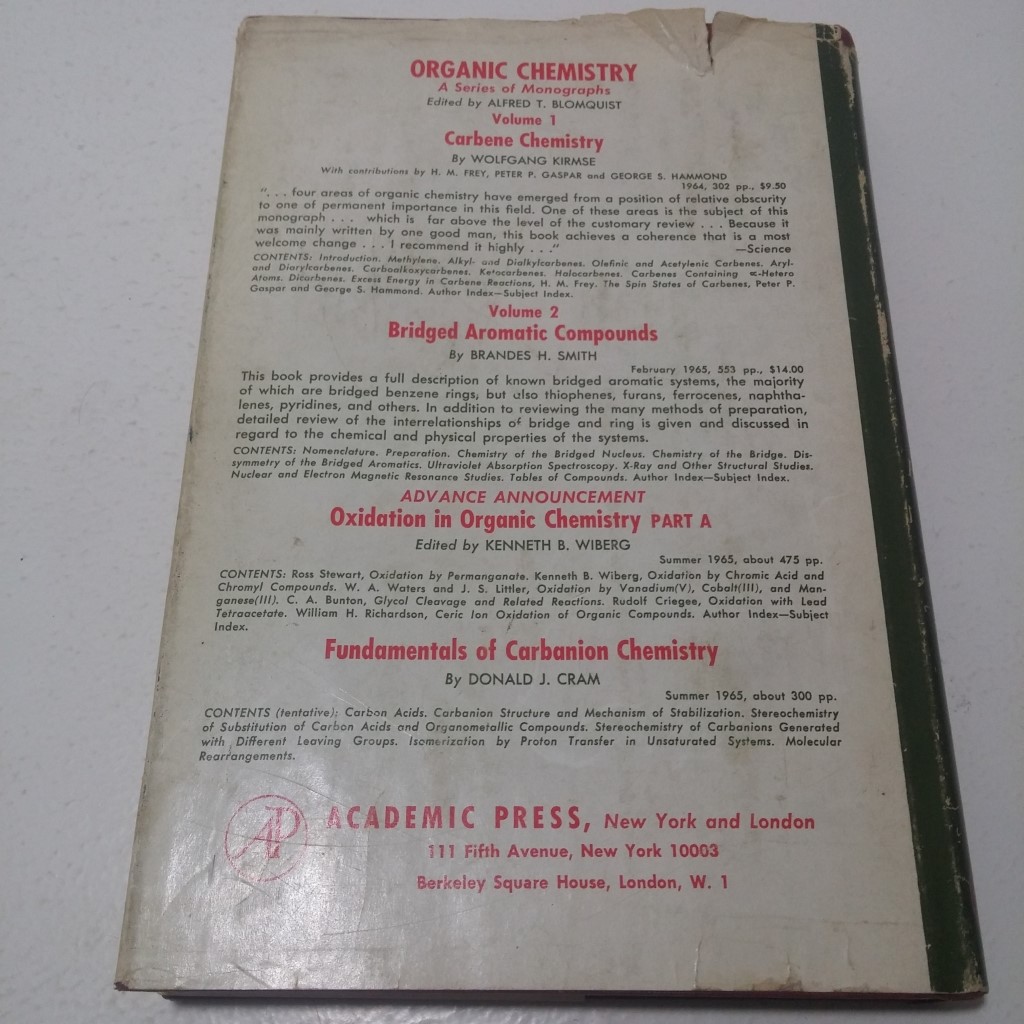 ORGANIC CHEMISTRY
A Series of Monographs
Edited by ALFRED T. BLOMQUIST
Volume 1
Carbene Chemistry
By WOLFGANG KIRMSE
With contributions by H. M. FREY, PETER P. GASPAR and GEORGE S. HAMMOND
1964, 302 pp., $9.50
". . . four areas of organic chemistry have emerged from a position of relative obscurity
to one of permanent importance in this field. One of these areas is the subject of this
monograph . . . which is far above the level of the customary review . . . Because it
was mainly written by one good man, this book achieves a coherence that is a most
welcome change . . . I recommend it highly . . ." —Science
CONTENTS: Introduction. Methylene. Alkyl- and Dialkylcarbenes. Olefinic and Acetylenic Carbenes. Aryl-
and Diarylcarbenes. Carboalkoxycarbenes. Ketocarbenes. Halocarbenes. Carbenes Containing ∝-Hetero
Atoms. Dicarbenes. Excess Energy in Carbene Reactions, H. M. Frey. The Spin States of Carbenes, Peter P.
Gaspar and George S. Hammond. Author Index—Subject Index.
Volume 2
Bridged Aromatic Compounds
By BRANDES H. SMITH
February 1965, 553 pp., $14.00
This book provides a full description of known bridged aromatic systems, the majority
of which are bridged benzene rings, but also thiophenes, furans, ferrocenes, naphtha-
lenes, pyridines, and others. In addition to reviewing the many methods of preparation,
detailed review of the interrelationships of bridge and ring is given and discussed in
regard to the chemical and physical properties of the systems.
CONTENTS: Nomenclature. Preparation. Chemistry of the Bridged Nucleus. Chemistry of the Bridge. Dis-
symmetry of the Bridged Aromatics. Ultraviolet Absorption Spectroscopy. X-Ray and Other Structural Studies.
Nuclear and Electron Magnetic Resonance Studies. Tables of Compounds. Author Index—Subject Index.
ADVANCE ANNOUNCEMENT
Oxidation in Organic Chemistry PART A
Edited by KENNETH B. WIBERG
Summer 1965, about 475 pp.
CONTENTS: Ross Stewart, Oxidation by Permanganate. Kenneth B. Wiberg, Oxidation by Chromic Acid and
Chromyl Compounds. W. A. Waters and J. S. Littler, Oxidation by Vanadium(V), Cobalt(III), and Man-
ganese(III). C. A. Bunton, Glycol Cleavage and Related Reactions. Rudolf Criegee, Oxidation with Lead
Tetraacetate. William H. Richardson, Ceric Ion Oxidation of Organic Compounds. Author Index—Subject
Index.
Fundamentals of Carbanion Chemistry
By DONALD J. CRAM
Summer 1965, about 300 pp.
CONTENTS (tentative): Carbon Acids. Carbanion Structure and Mechanism of Stabilization. Stereochemistry
of Substitution of Carbon Acids and Organometallic Compounds. Stereochemistry of Carbanions Generated
with Different Leaving Groups. Isomerization by Proton Transfer in Unsaturated Systems. Molecular
Rearrangements.
AP
ACADEMIC PRESS, New York and London
111 Fifth Avenue, New York 10003
Berkeley Square House, London, W. 1